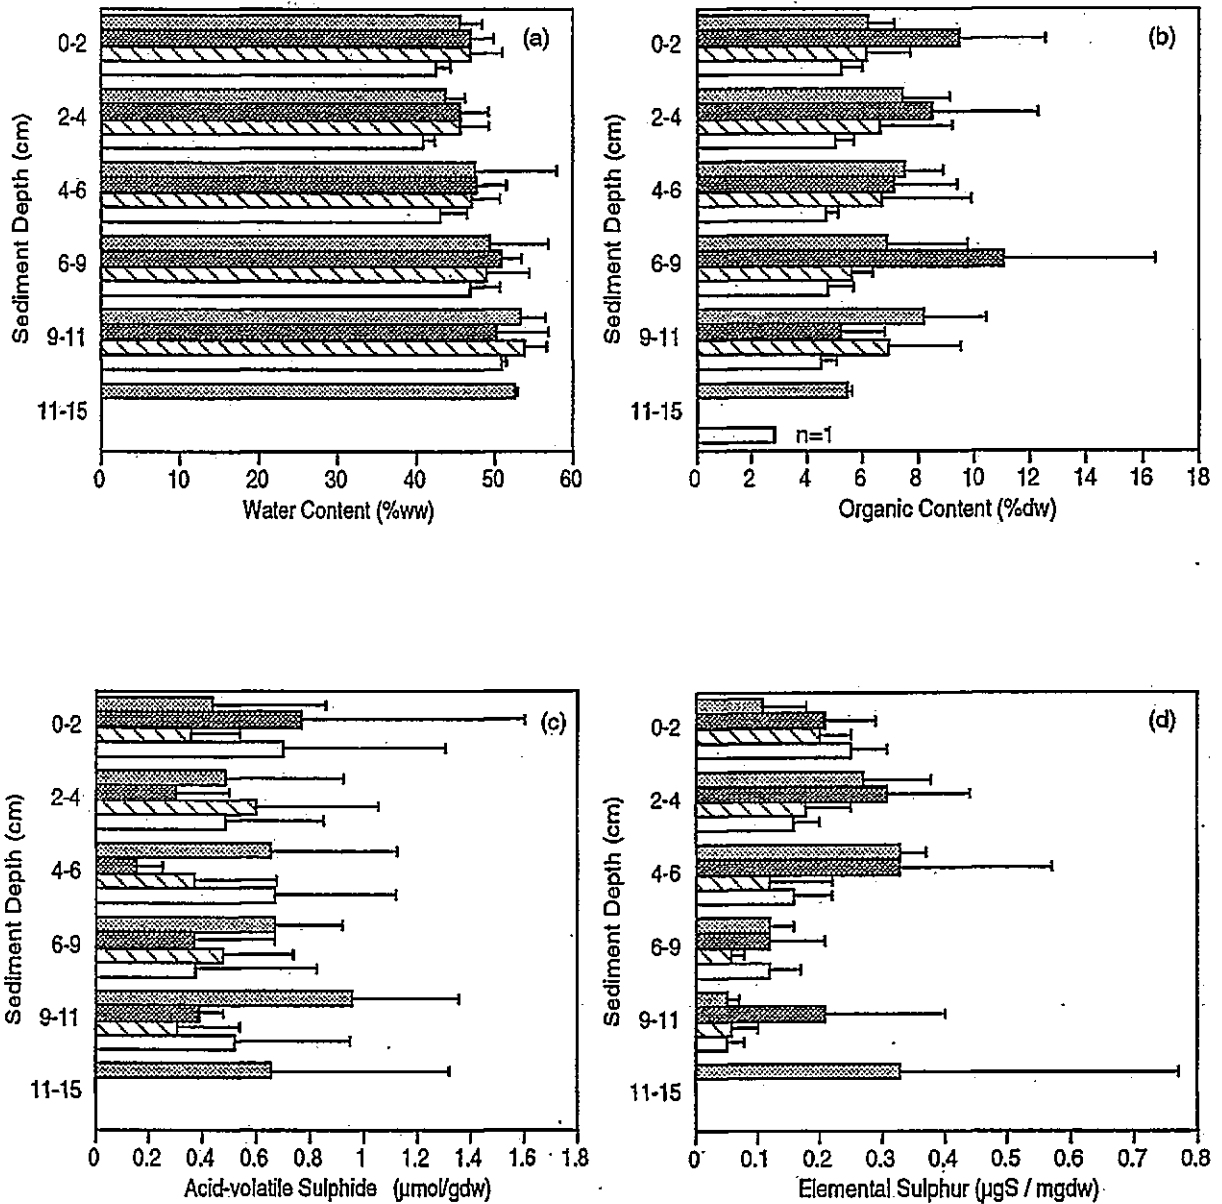 (a)
0-2
2-4
4-6
6-9
9-11
11-15
Sediment Depth (cm)
0 10 20 30 40 50 60
Water Content (%ww)
(b)
0-2
2-4
4-6
6-9
9-11
11-15
n=1
Sediment Depth (cm)
0 2 4 6 8 10 12 14 16 18
Organic Content (%dw)
(c)
0-2
2-4
4-6
6-9
9-11
11-15
Sediment Depth (cm)
0 0.2 0.4 0.6 0.8 1 1.2 1.4 1.6 1.8
Acid-volatile Sulphide (µmol/gdw)
(d)
0-2
2-4
4-6
6-9
9-11
11-15
Sediment Depth (cm)
0 0.1 0.2 0.3 0.4 0.5 0.6 0.7 0.8
Elemental Sulphur (µgS / mgdw)